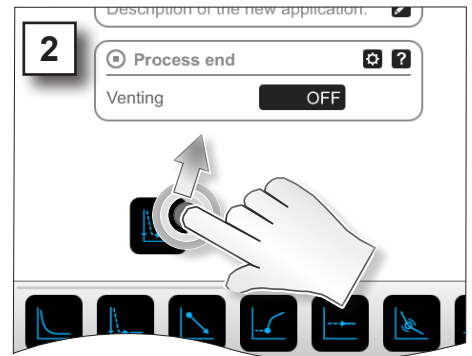 Description of the new application.
2
Process end
?
Venting
OFF